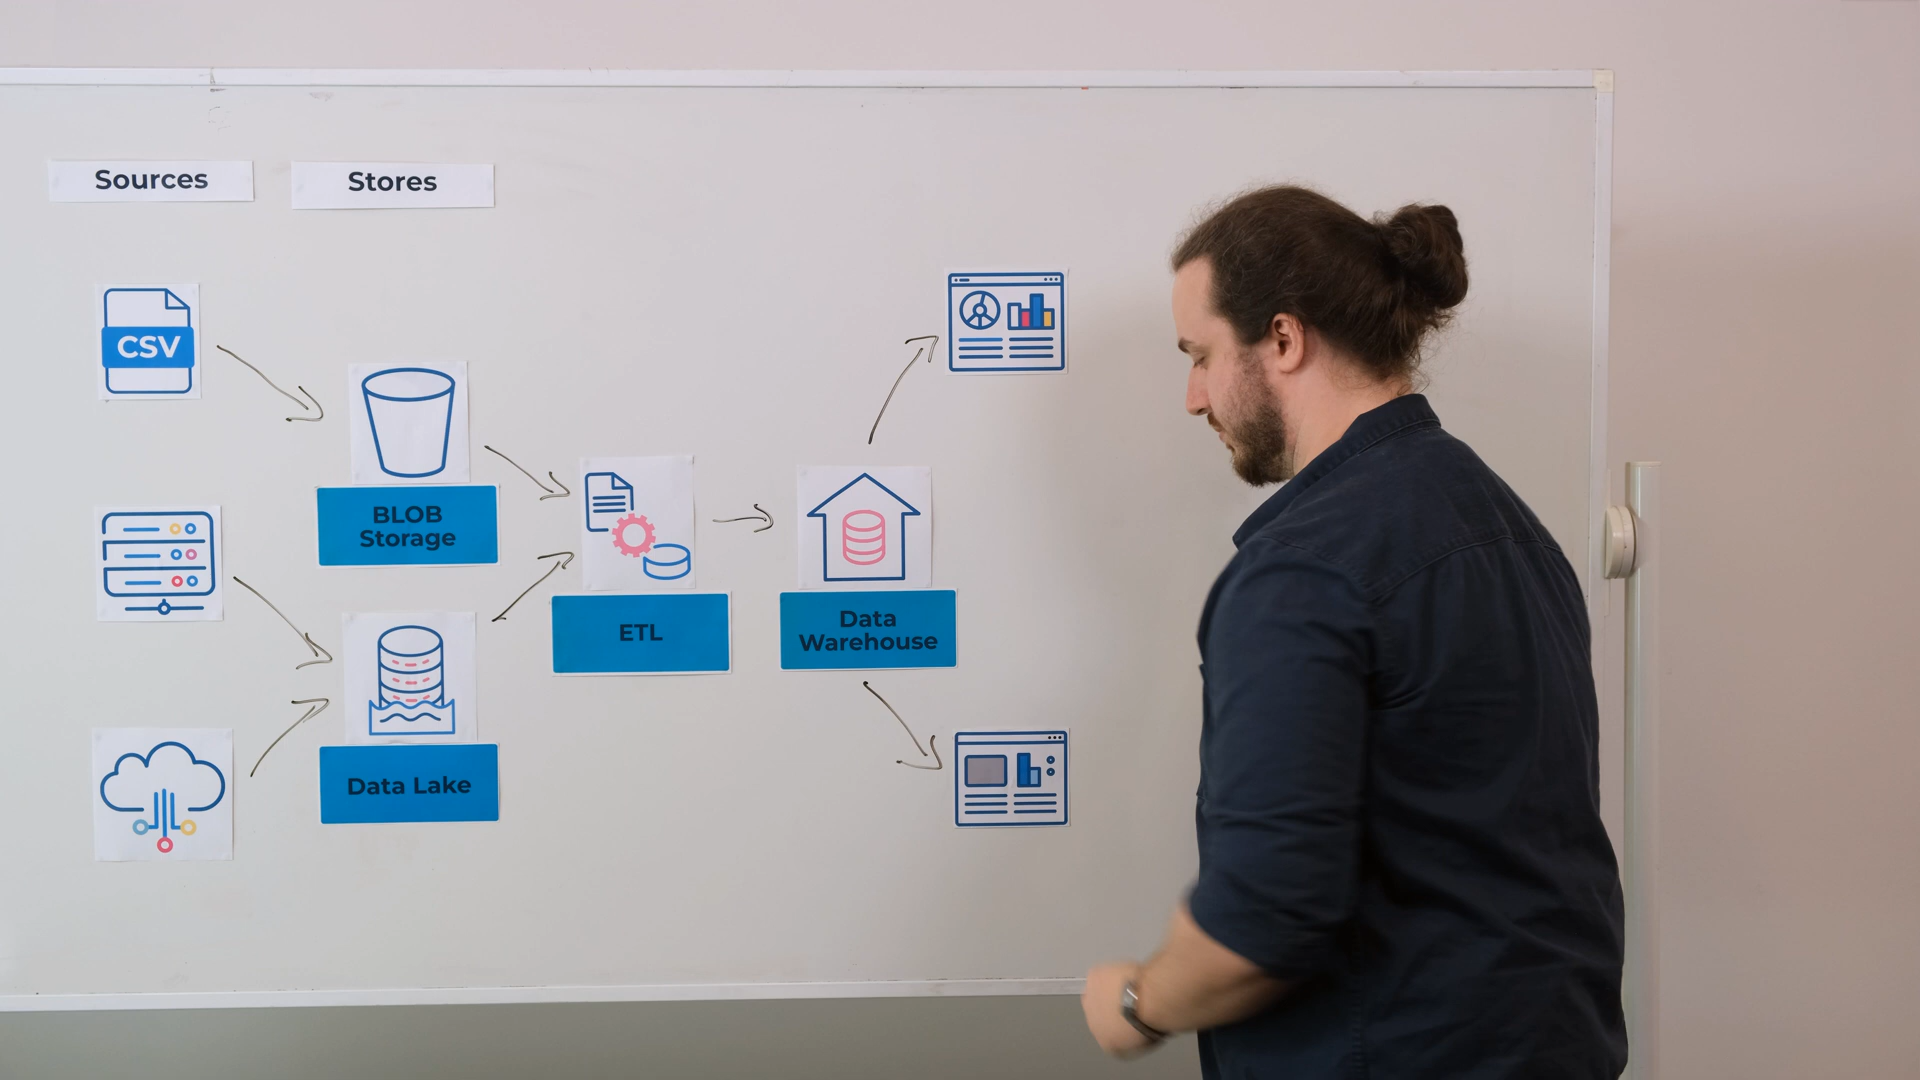 Sources
Stores
CSV
BLOB
Storage
ETL
Data
Warehouse
Data Lake